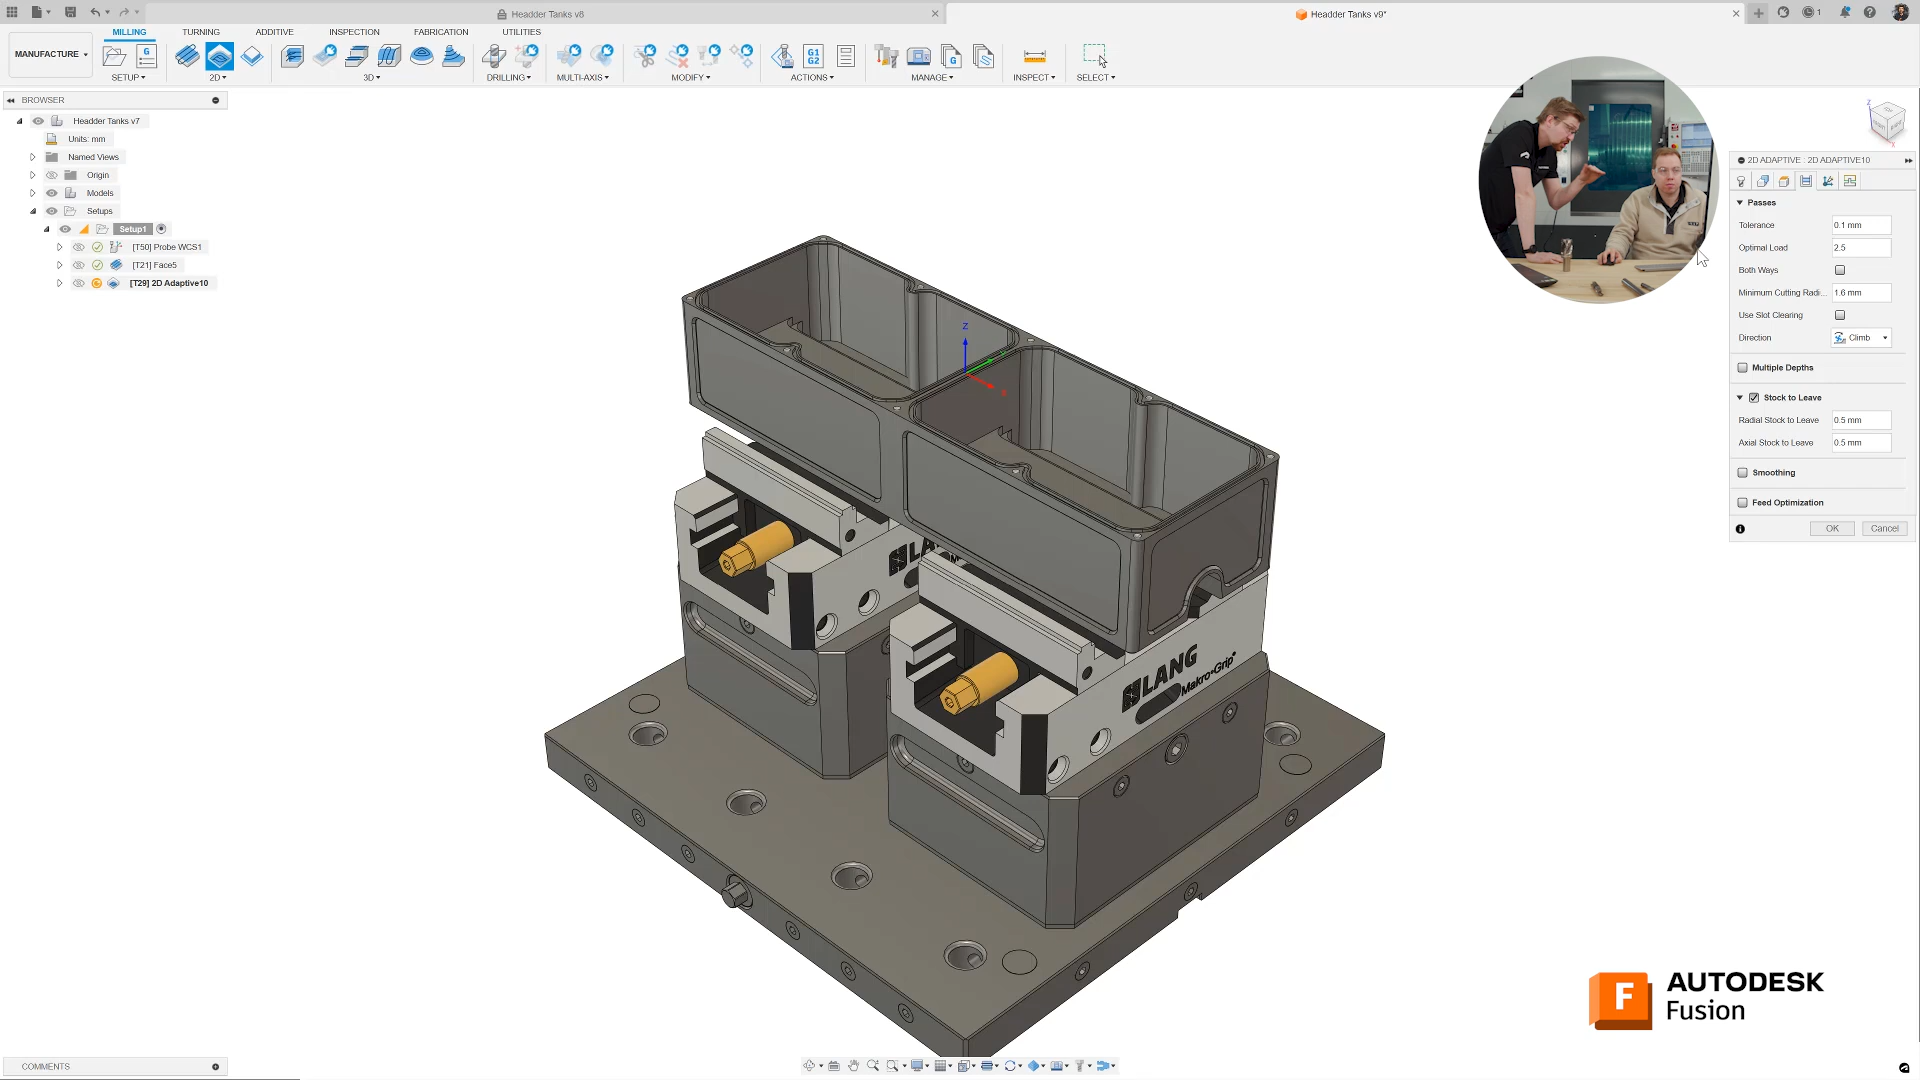 Headder Tanks v8
Headder Tanks v9*
1
MANUFACTURE
MILLING
TURNING
ADDITIVE
INSPECTION
FABRICATION
UTILITIES
G
G1
G2
G
SETUP
2D
3D
DRILLING
MULTI-AXIS
MODIFY
ACTIONS
MANAGE
INSPECT
SELECT
BROWSER
Headder Tanks v7
Units: mm
Named Views
Origin
Models
Setups
Setup1
[T50] Probe WCS1
[T21] Face5
[T29] 2D Adaptive10
Z
X
Z
X
2D ADAPTIVE : 2D ADAPTIVE10
Passes
Tolerance
0.1 mm
Optimal Load
2.5
Both Ways
Minimum Cutting Radi...
1.6 mm
Use Slot Clearing
Direction
Climb
Multiple Depths
Stock to Leave
Radial Stock to Leave
0.5 mm
Axial Stock to Leave
0.5 mm
Smoothing
Feed Optimization
OK
Cancel
LANG
Makro•Grip®
F
AUTODESK
Fusion
COMMENTS